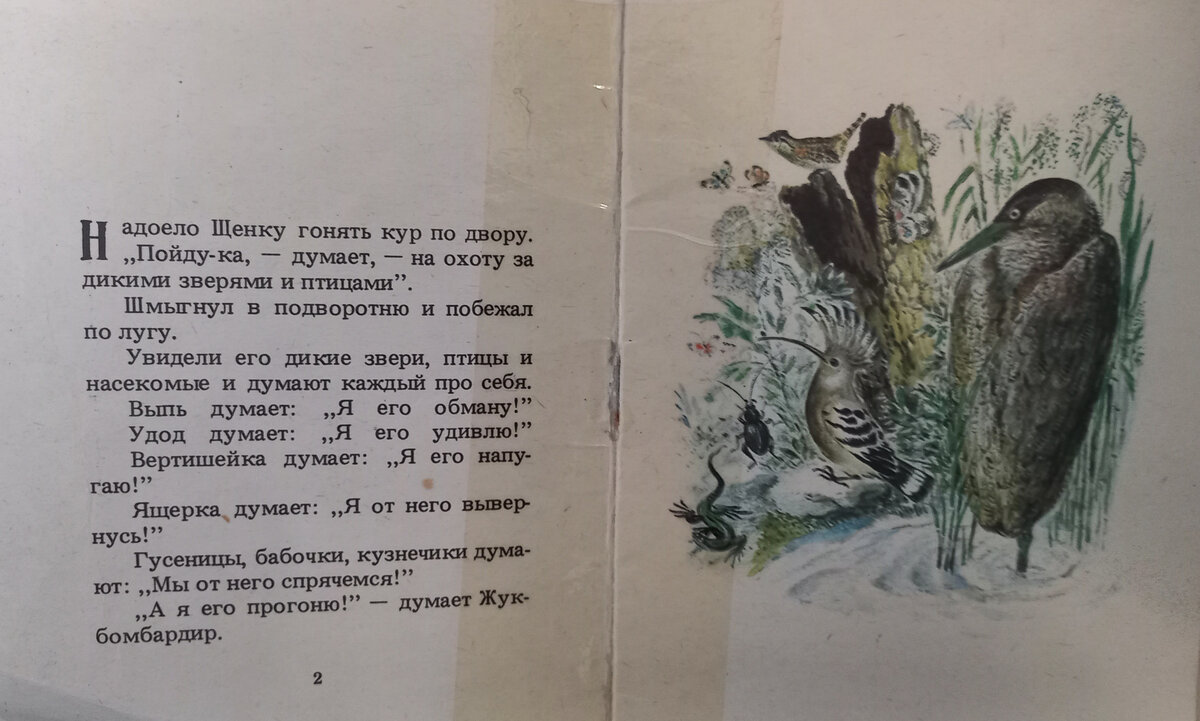 Надоело Щенку гонять кур по двору.
,,Пойду-ка, — думает, — на охоту за
дикими зверями и птицами”.
Шмыгнул в подворотню и побежал
по лугу.
Увидели его дикие звери, птицы и
насекомые и думают каждый про себя.
Выпь думает: ,,Я его обману!”
Удод думает: ,,Я его удивлю!”
Вертишейка думает: ,,Я его напу-
гаю!”
Ящерка думает: ,,Я от него вывер-
нусь!”
Гусеницы, бабочки, кузнечики дума-
ют: ,,Мы от него спрячемся!”
,,А я его прогоню!” — думает Жук-
бомбардир.
2